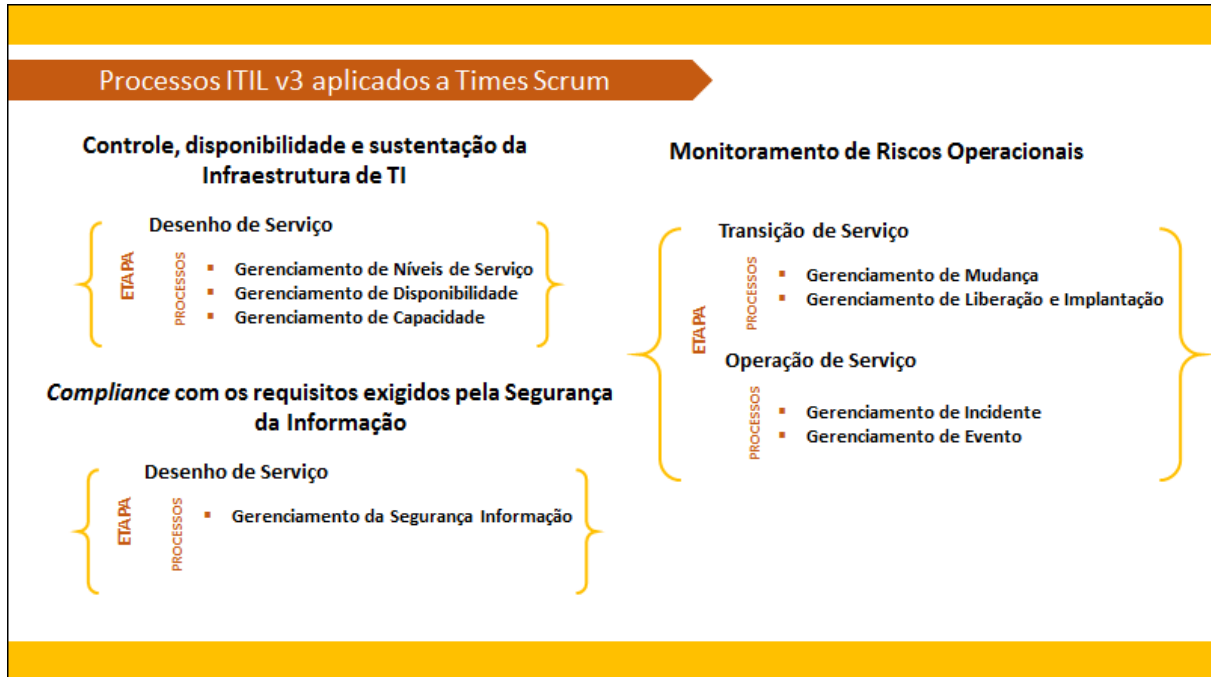 Processos ITIL v3 aplicados a Times Scrum
Controle, disponibilidade e sustentação da
Infraestrutura de TI
Desenho de Serviço
ETAPA
PROCESSOS
▪ Gerenciamento de Níveis de Serviço
▪ Gerenciamento de Disponibilidade
▪ Gerenciamento de Capacidade
Compliance com os requisitos exigidos pela Segurança
da Informação
Desenho de Serviço
ETAPA
PROCESSOS
▪ Gerenciamento da Segurança Informação
Monitoramento de Riscos Operacionais
ETAPA
Transição de Serviço
PROCESSOS
▪ Gerenciamento de Mudança
▪ Gerenciamento de Liberação e Implantação
Operação de Serviço
PROCESSOS
▪ Gerenciamento de Incidente
▪ Gerenciamento de Evento